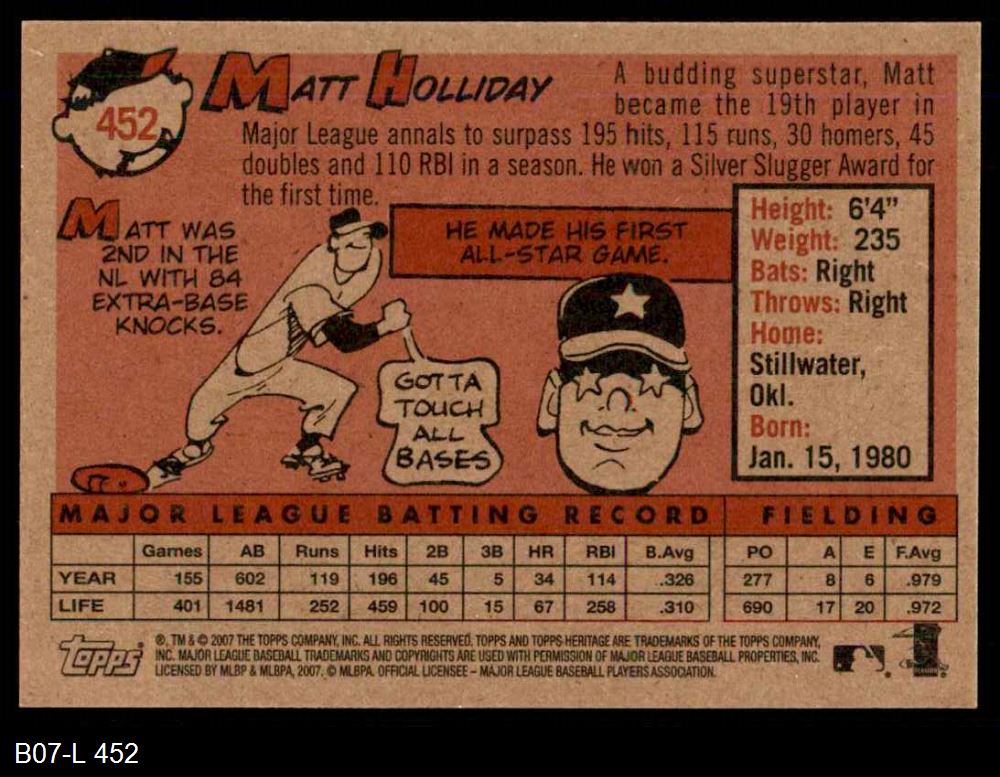 452
MATT HOLLIDAY
A budding superstar, Matt
became the 19th player in
Major League annals to surpass 195 hits, 115 runs, 30 homers, 45
doubles and 110 RBI in a season. He won a Silver Slugger Award for
the first time.
MATT WAS
2ND IN THE
NL WITH 84
EXTRA-BASE
KNOCKS.
HE MADE HIS FIRST
ALL-STAR GAME.
GOTTA
TOUCH
ALL
BASES
Height: 6'4"
Weight: 235
Bats: Right
Throws: Right
Home:
Stillwater,
Okl.
Born:
Jan. 15, 1980
MAJOR LEAGUE BATTING RECORD FIELDING
Games AB Runs Hits 2B 3B HR RBI B.Avg PO A E F.Avg
YEAR 155 602 119 196 45 5 34 114 .326 277 8 6 .979
LIFE 401 1481 252 459 100 15 67 258 .310 690 17 20 .972
Topps
®, TM & © 2007 THE TOPPS COMPANY, INC. ALL RIGHTS RESERVED. TOPPS AND TOPPS HERITAGE ARE TRADEMARKS OF THE TOPPS COMPANY,
INC. MAJOR LEAGUE BASEBALL TRADEMARKS AND COPYRIGHTS ARE USED WITH PERMISSION OF MAJOR LEAGUE BASEBALL PROPERTIES, INC.
LICENSED BY MLBP & MLBPA, 2007. © MLBPA. OFFICIAL LICENSEE – MAJOR LEAGUE BASEBALL PLAYERS ASSOCIATION.
B07-L 452